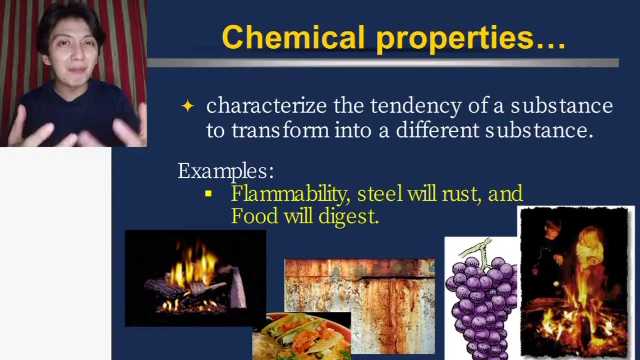 Chemical properties...
characterize the tendency of a substance
to transform into a different substance.
Examples:
Flammability, steel will rust, and
Food will digest.